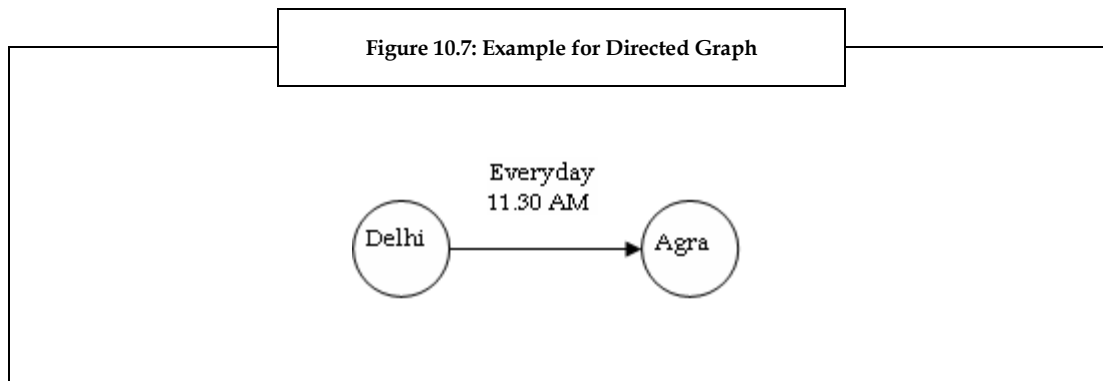 Figure 10.7: Example for Directed Graph
Everyday
11.30 AM
Delhi
Agra